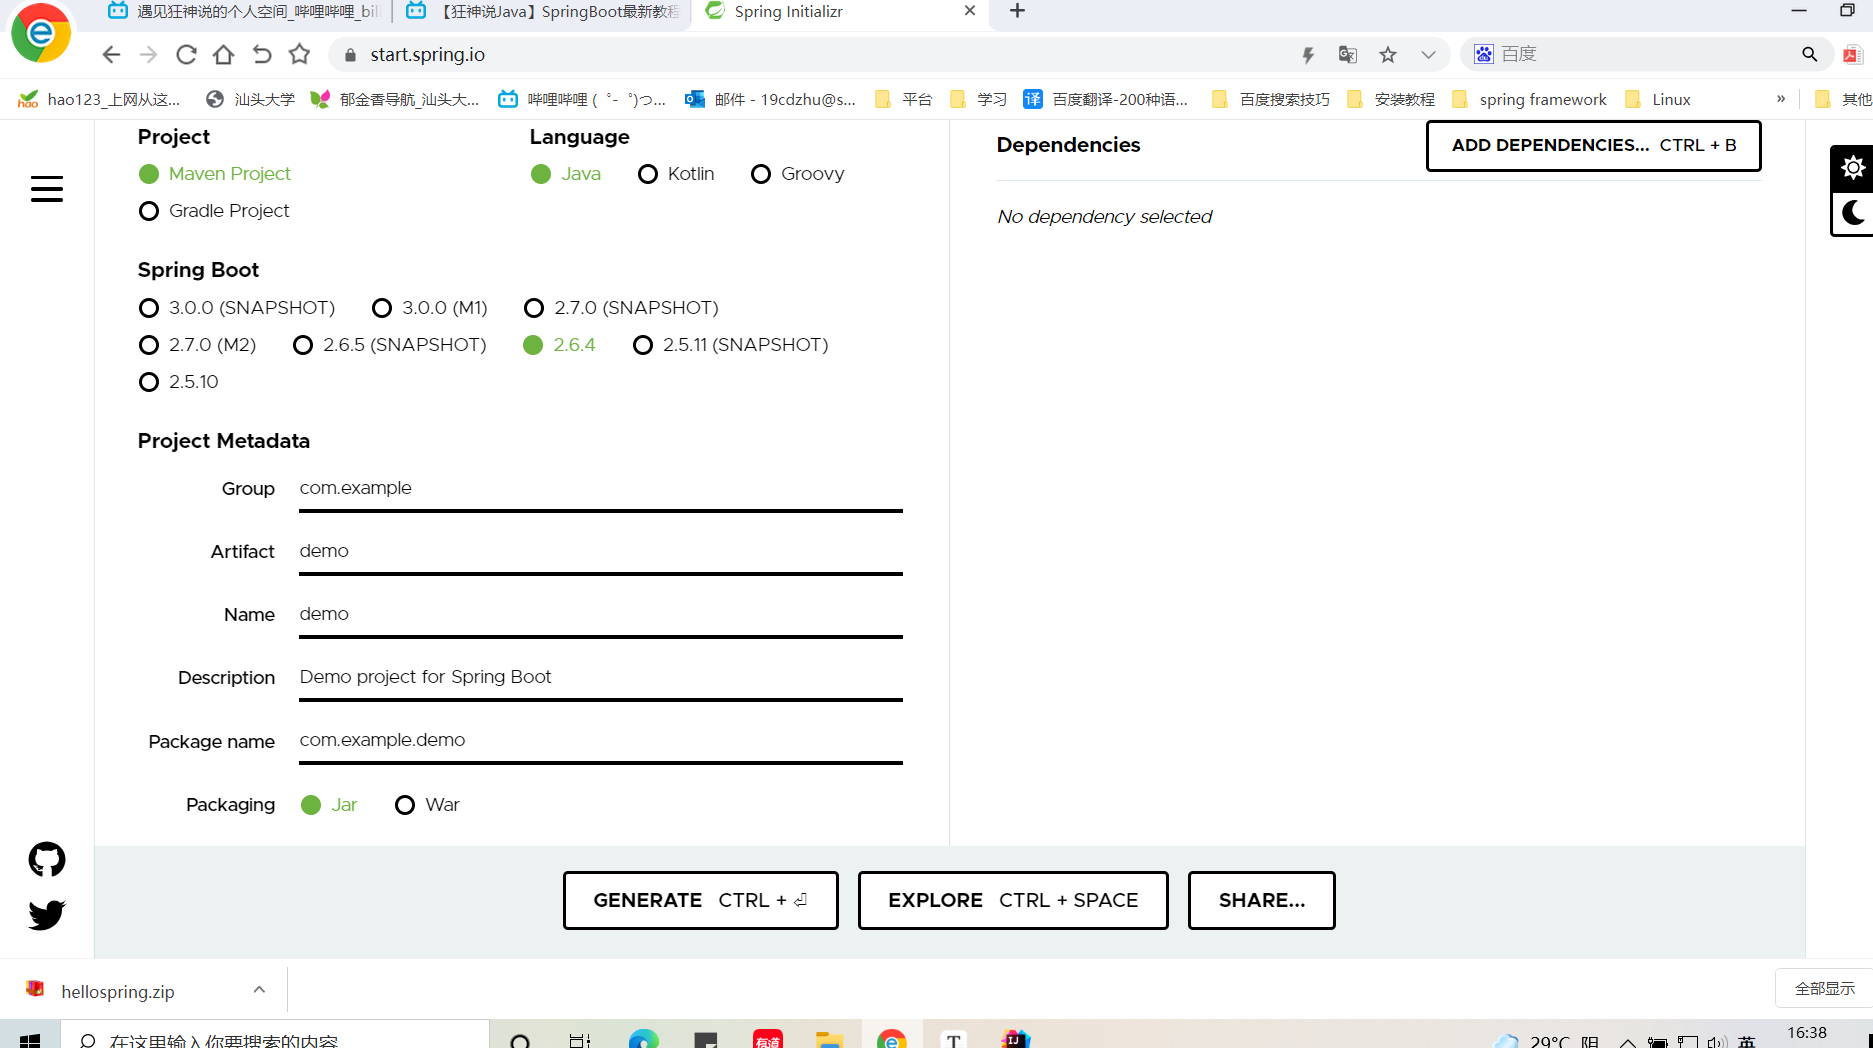 遇见狂神说的个人空间_哔哩哔哩_bil
【狂神说Java】SpringBoot最新教程
Spring Initializr
start.spring.io
百度
hao123_上网从这...
汕头大学
郁金香导航_汕头大...
哔哩哔哩 (゜-゜)つ...
邮件 - 19cdzhu@s...
平台
学习
译 百度翻译-200种语...
百度搜索技巧
安装教程
spring framework
Linux
»
其他
Project
Maven Project
Gradle Project
Language
Java Kotlin Groovy
Spring Boot
3.0.0 (SNAPSHOT) 3.0.0 (M1) 2.7.0 (SNAPSHOT)
2.7.0 (M2) 2.6.5 (SNAPSHOT) 2.6.4 2.5.11 (SNAPSHOT)
2.5.10
Project Metadata
Group com.example
Artifact demo
Name demo
Description Demo project for Spring Boot
Package name com.example.demo
Packaging Jar War
Dependencies
ADD DEPENDENCIES... CTRL + B
No dependency selected
GENERATE CTRL + ⏎
EXPLORE CTRL + SPACE
SHARE...
hellospring.zip
全部显示
在这里输入你要搜索的内容
有道
T
IJ
29°C 阴
英
16:38